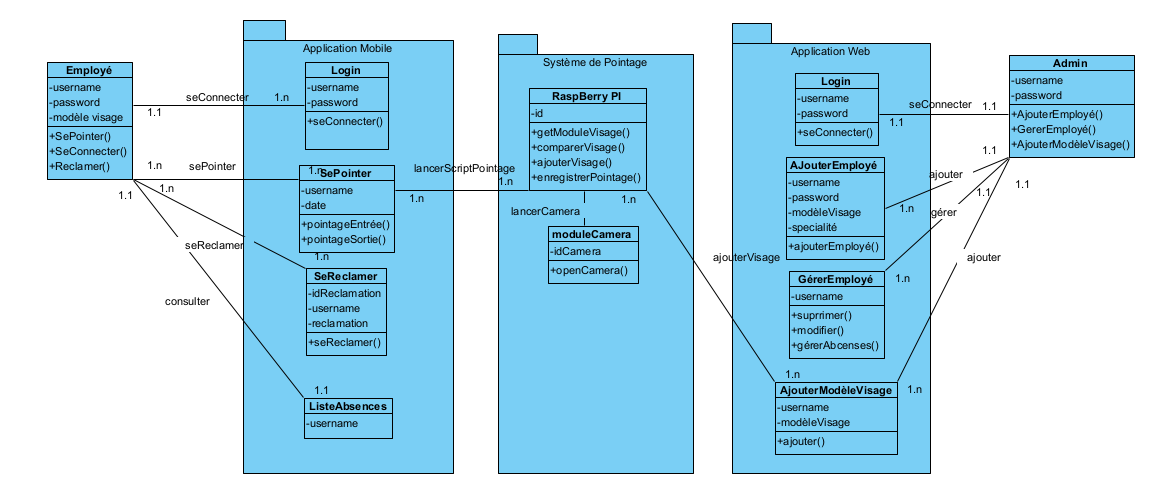 Employé
-username
-password
-modèle visage
+SePointer()
+SeConnecter()
+Reclamer()
seConnecter
1.1
1.n
sePointer
1.n
1.n
seReclamer
1.n
1.n
consulter
1.1
1.1
Application Mobile
Login
-username
-password
+seConnecter()
SePointer
-username
-date
+pointageEntrée()
+pointageSortie()
SeReclamer
-idReclamation
-username
-reclamation
+seReclamer()
ListeAbsences
-username
lancerScriptPointage
1.n
1.n
Système de Pointage
RaspBerry PI
-id
+getModuleVisage()
+comparerVisage()
+ajouterVisage()
+enregistrerPointage()
lancerCamera
moduleCamera
-idCamera
+openCamera()
1.n
ajouterVisage
1.n
Application Web
Login
-username
-password
+seConnecter()
AJouterEmployé
-username
-password
-modèleVisage
-specialité
+ajouterEmployé()
GérerEmployé
-username
+suprrimer()
+modifier()
+gérerAbcenses()
AjouterModèleVisage
-username
-modèleVisage
+ajouter()
seConnecter
1.1
1.1
ajouter
1.1
1.n
gérer
1.1
1.n
ajouter
1.1
1.n
Admin
-username
-password
+AjouterEmployé()
+GererEmployé()
+AjouterModèleVisage()